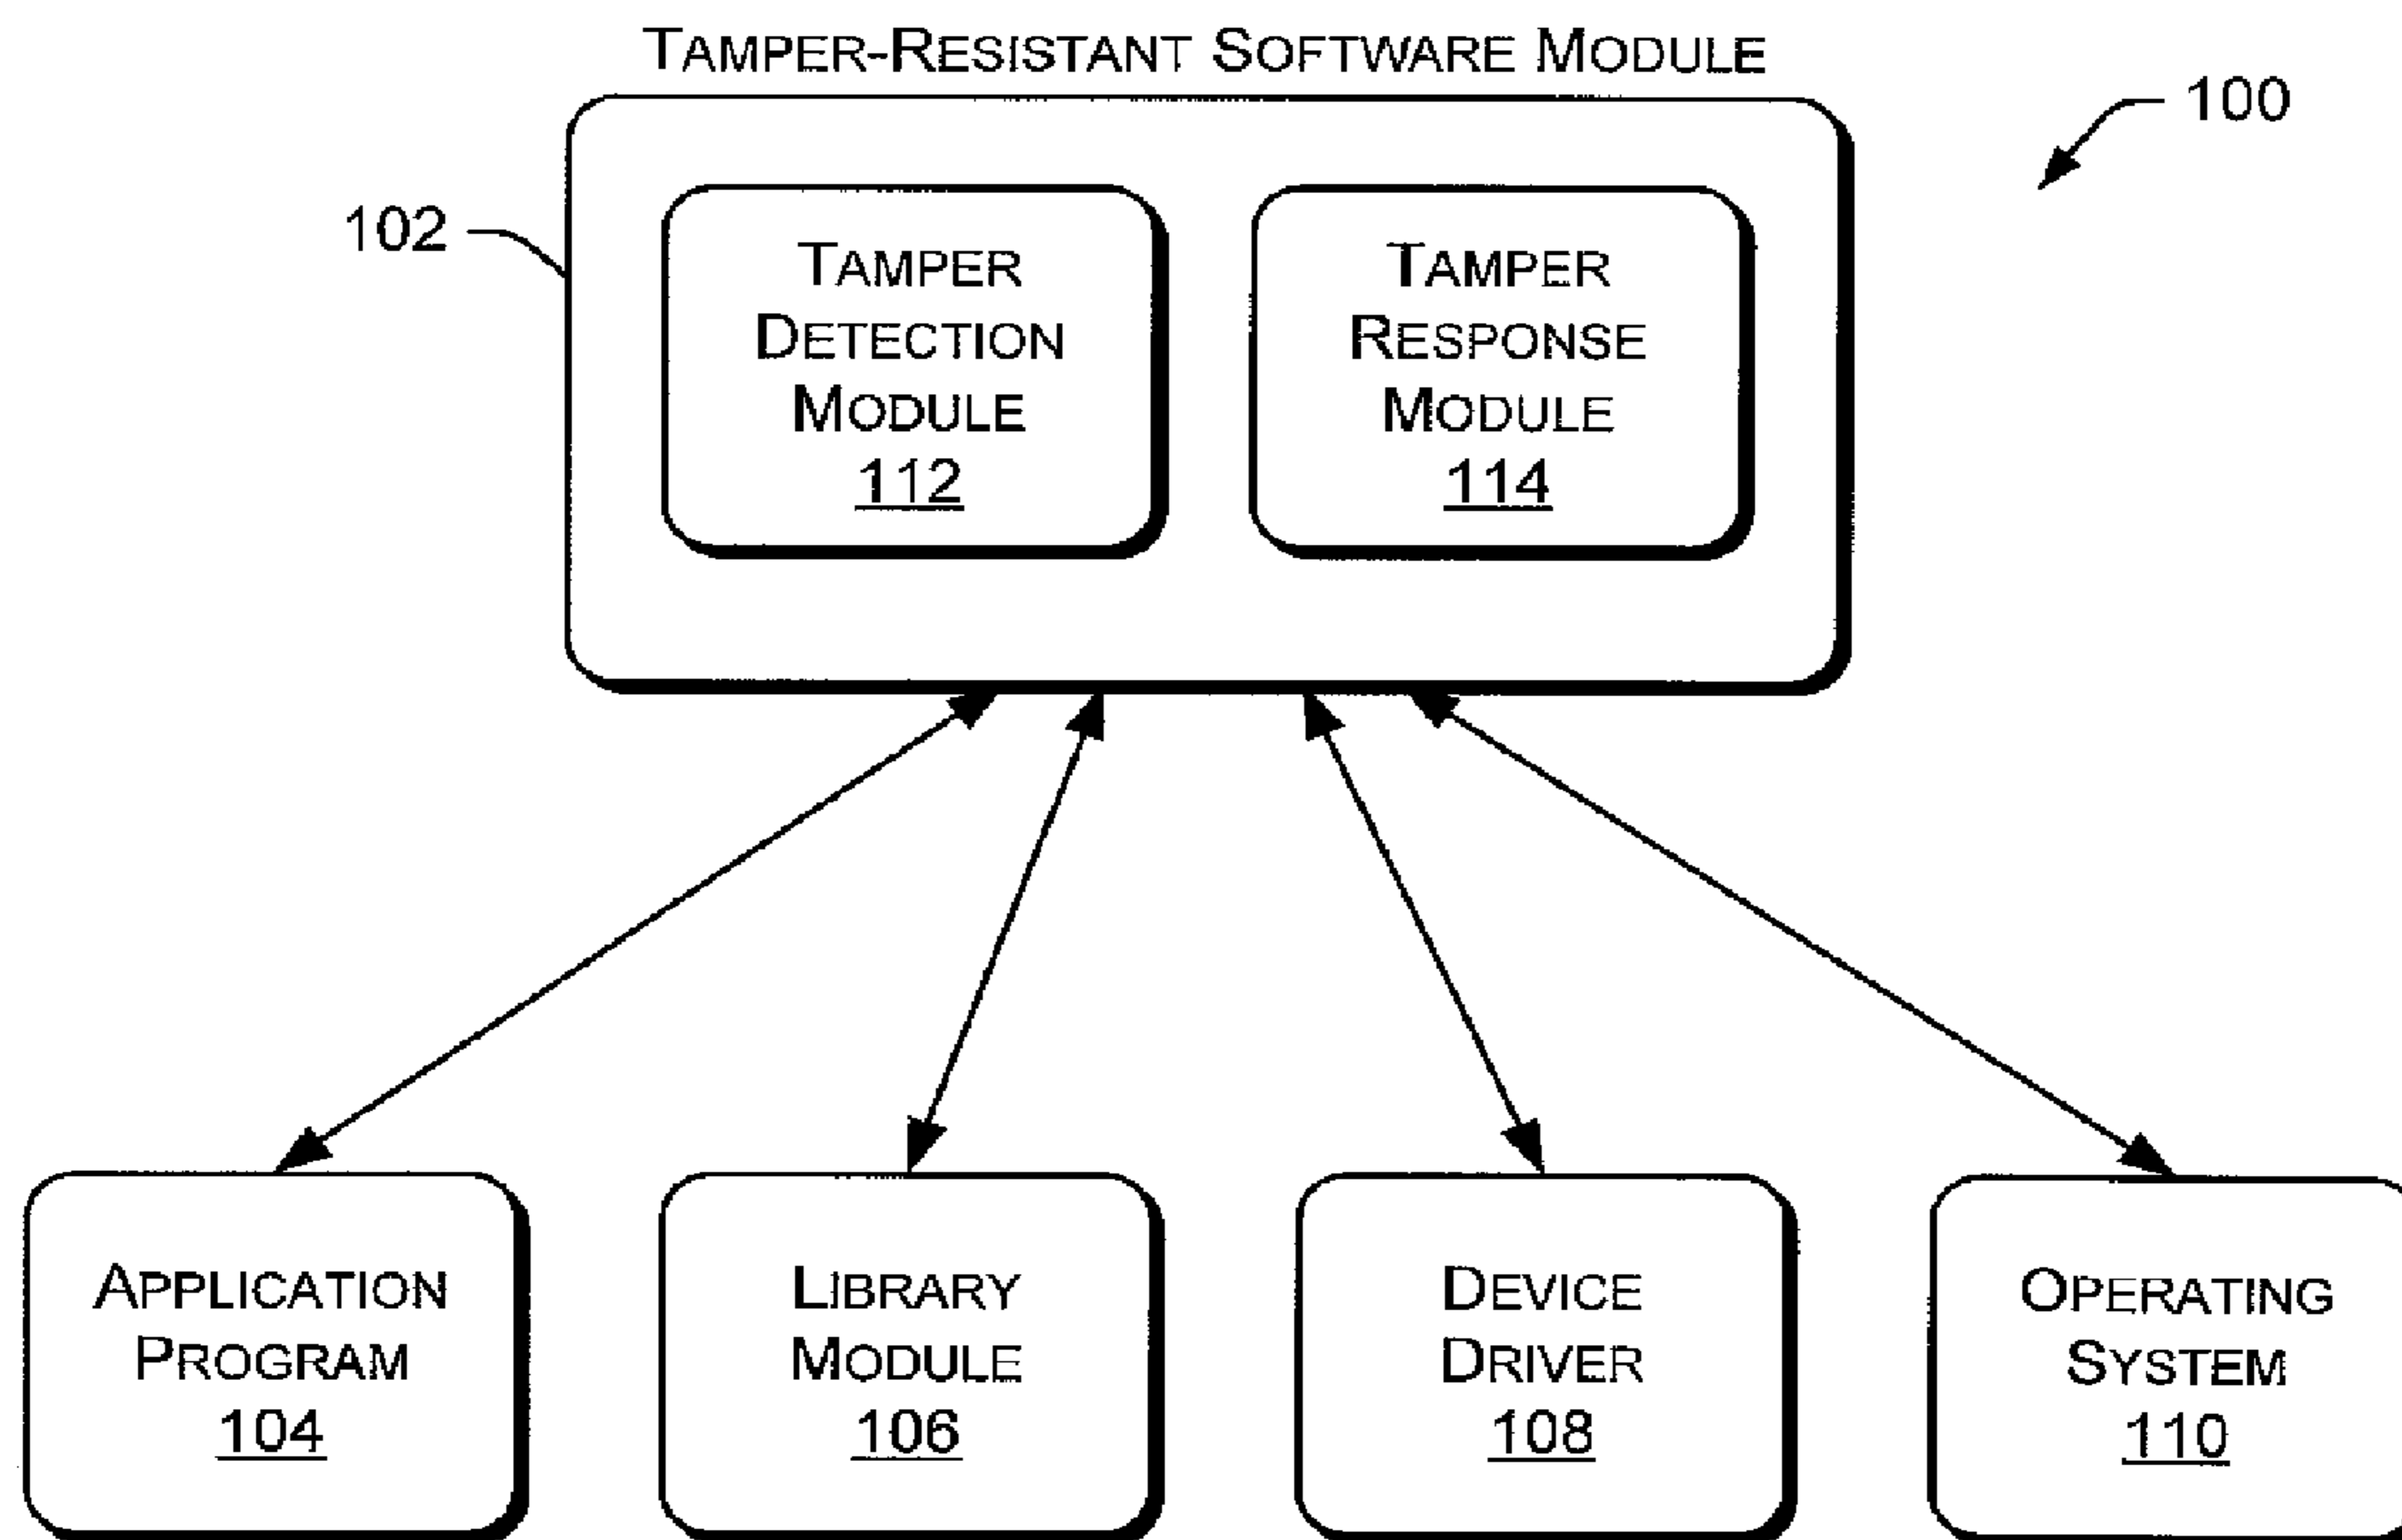 TAMPER-RESISTANT SOFTWARE MODULE
100
102
TAMPER
DETECTION
MODULE
112
TAMPER
RESPONSE
MODULE
114
APPLICATION
PROGRAM
104
LIBRARY
MODULE
106
DEVICE
DRIVER
108
OPERATING
SYSTEM
110